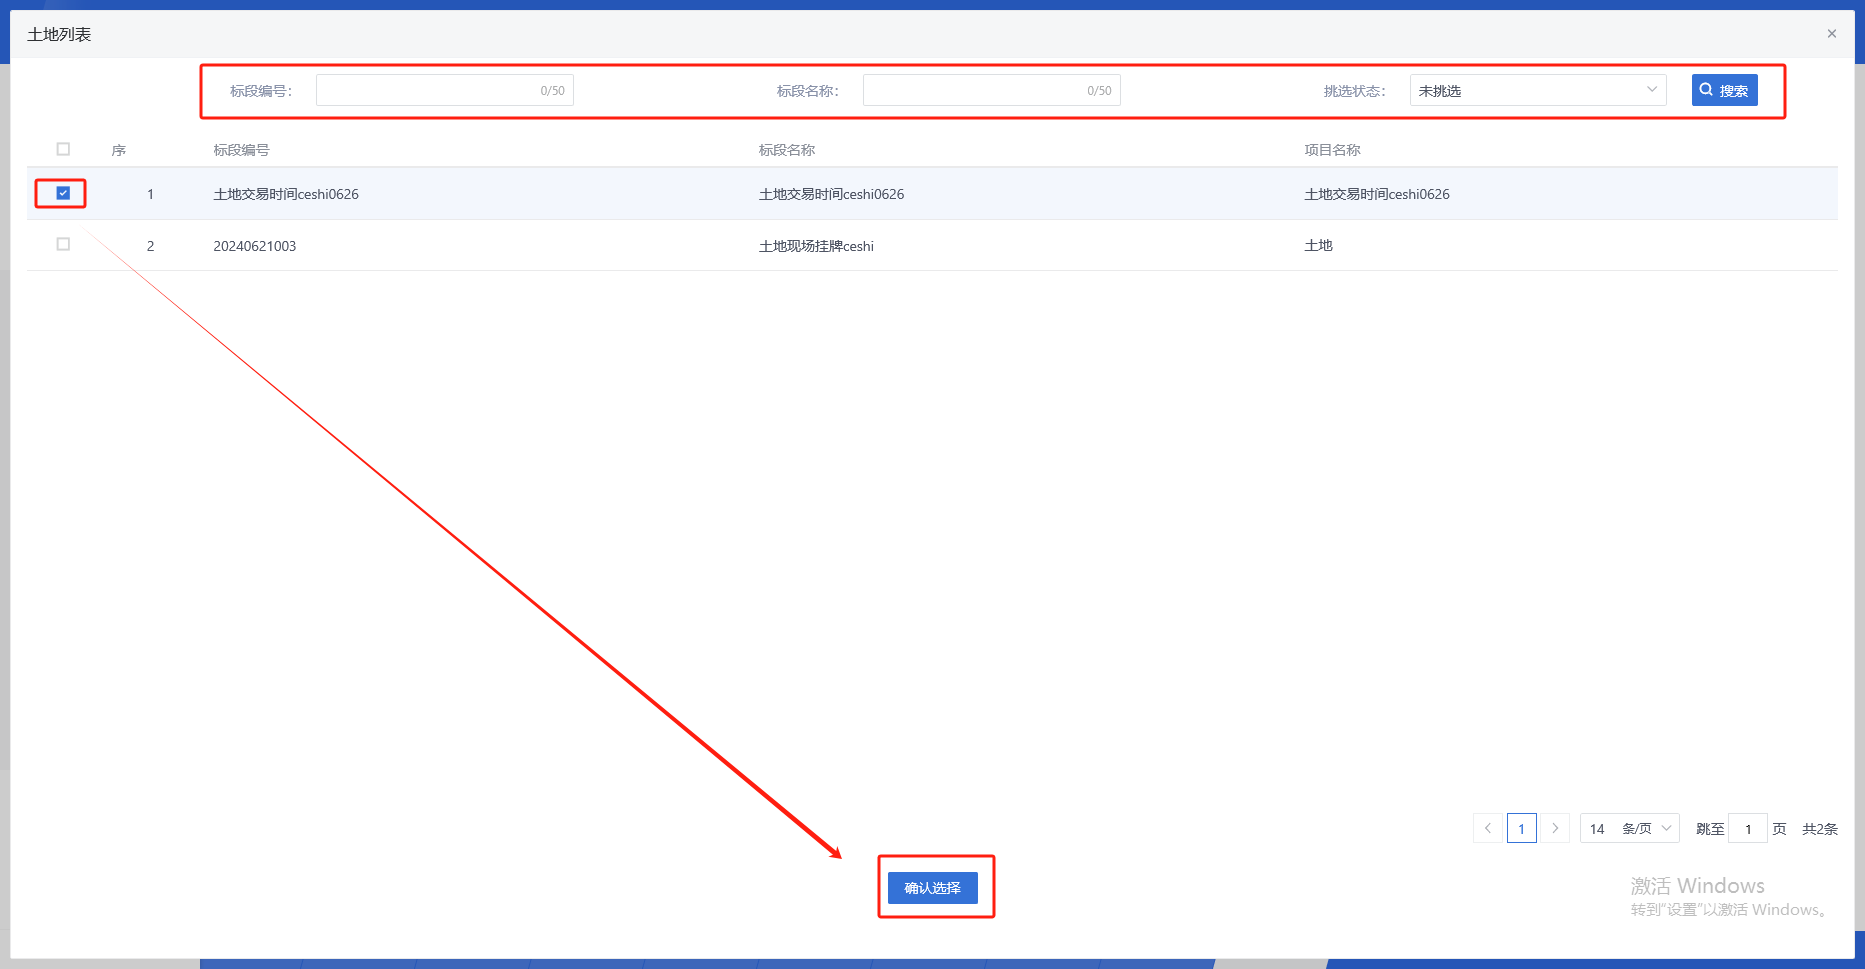 土地列表
标段编号： 0/50 标段名称： 0/50 挑选状态： 未挑选 搜索
序 标段编号 标段名称 项目名称
1 土地交易时间ceshi0626 土地交易时间ceshi0626 土地交易时间ceshi0626
2 20240621003 土地现场挂牌ceshi 土地
1 14 条/页 跳至 1 页 共2条
确认选择
激活 Windows
转到"设置"以激活 Windows。